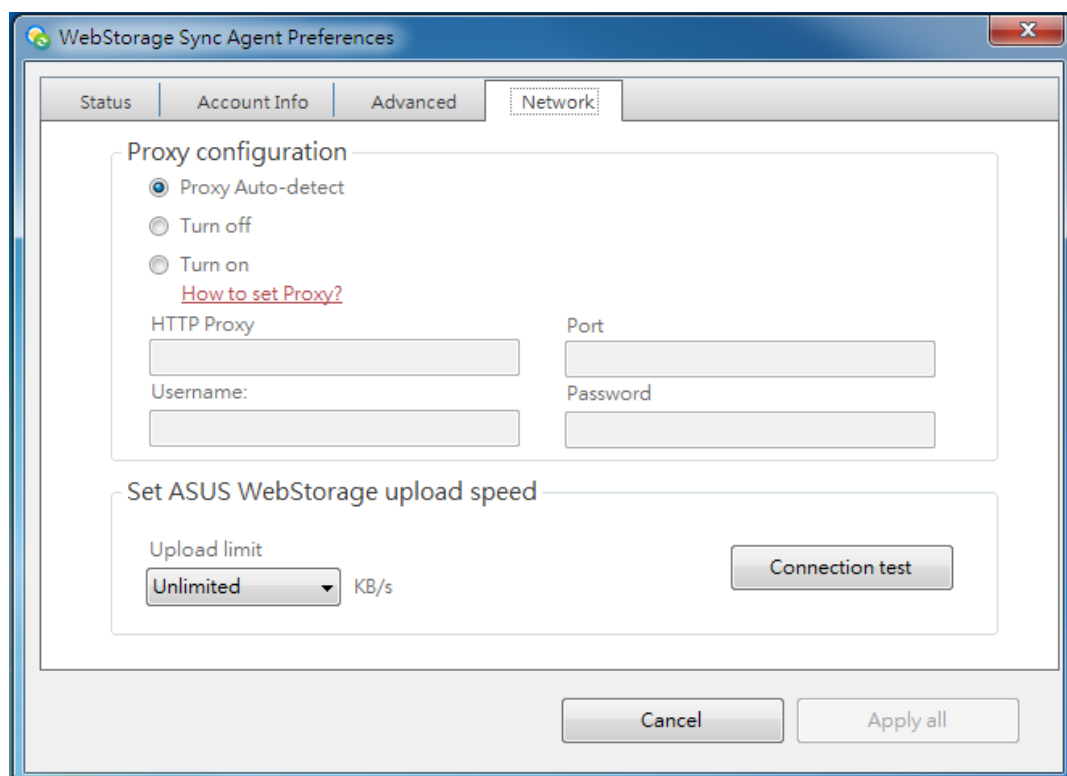 WebStorage Sync Agent Preferences
x
Status Account Info Advanced Network
Proxy configuration
Proxy Auto-detect
Turn off
Turn on
How to set Proxy?
HTTP Proxy Port
Username: Password
Set ASUS WebStorage upload speed
Upload limit
Unlimited KB/s Connection test
Cancel Apply all